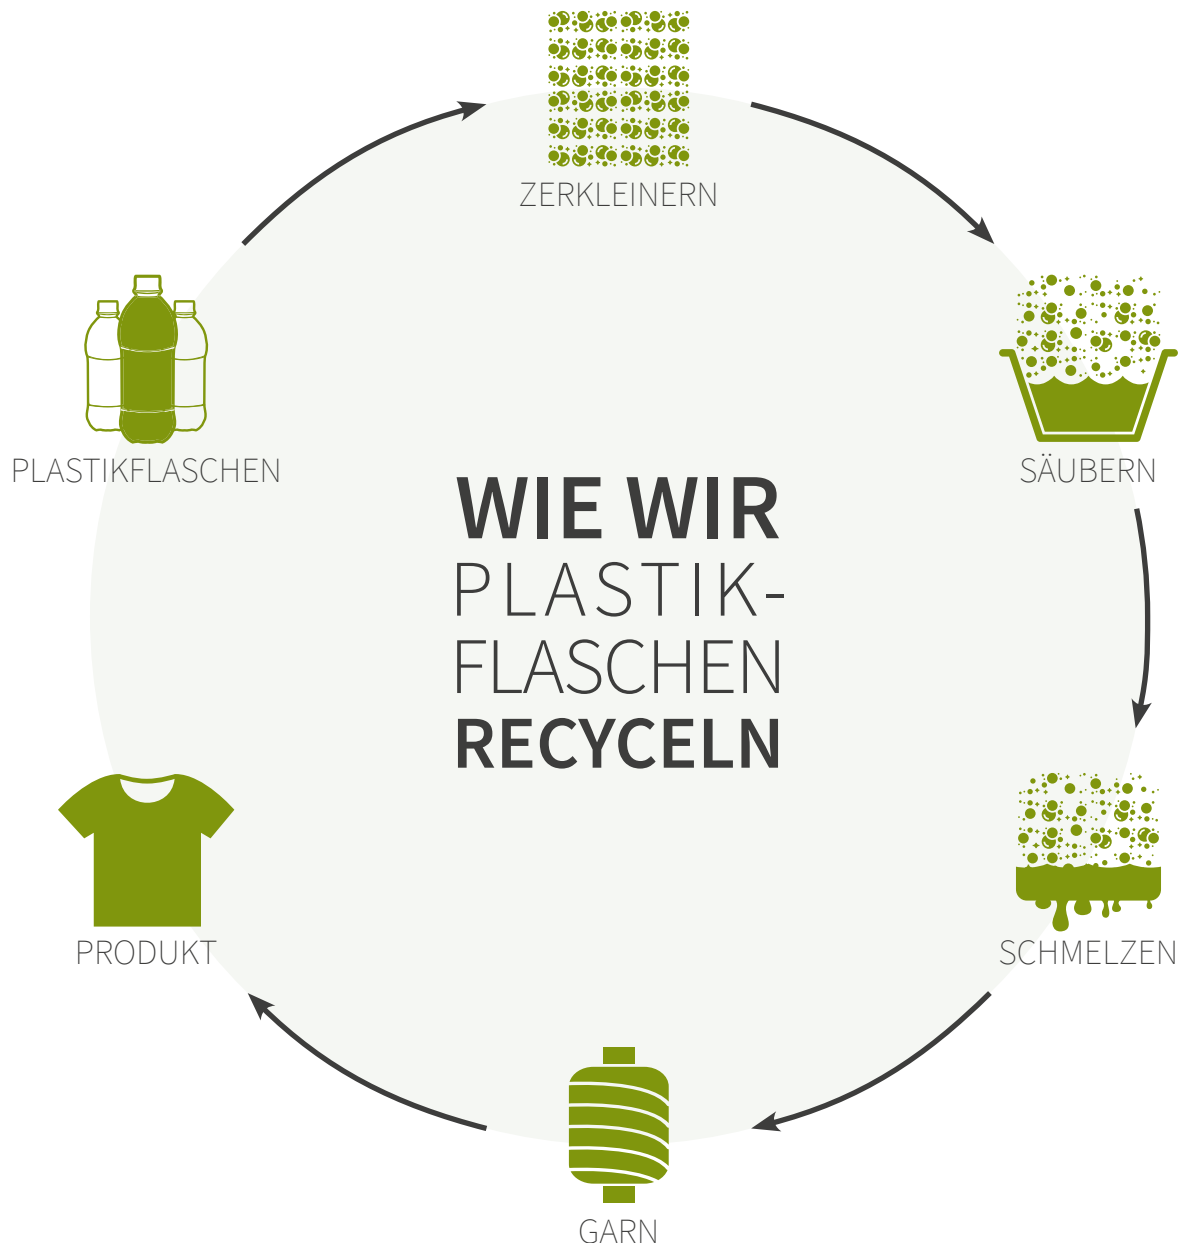 ZERKLEINERN
PLASTIKFLASCHEN
SÄUBERN
WIE WIR
PLASTIK-
FLASCHEN
RECYCELN
PRODUKT
SCHMELZEN
GARN